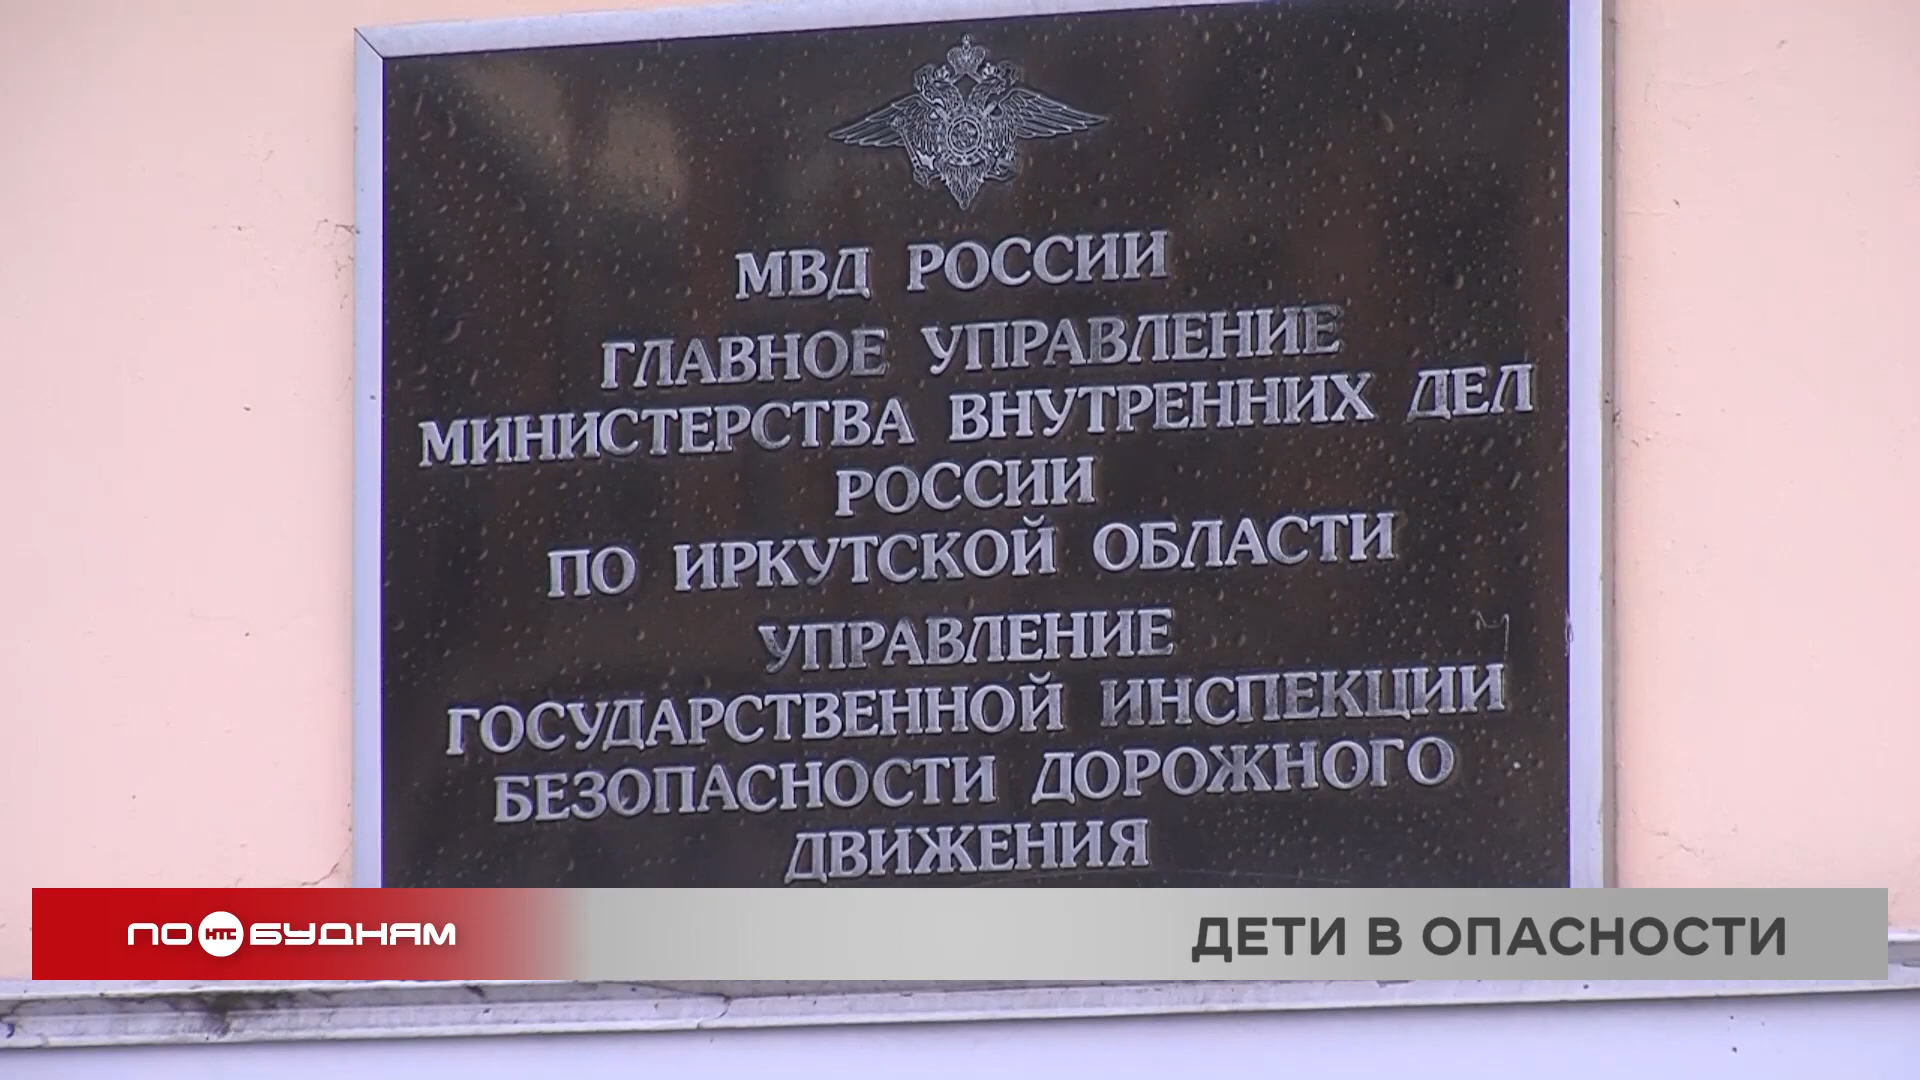 МВД РОССИИ
ГЛАВНОЕ УПРАВЛЕНИЕ
МИНИСТЕРСТВА ВНУТРЕННИХ ДЕЛ
РОССИИ
ПО ИРКУТСКОЙ ОБЛАСТИ
УПРАВЛЕНИЕ
ГОСУДАРСТВЕННОЙ ИНСПЕКЦИИ
БЕЗОПАСНОСТИ ДОРОЖНОГО
ДВИЖЕНИЯ
ПО НТС БУДНЯМ
ДЕТИ В ОПАСНОСТИ